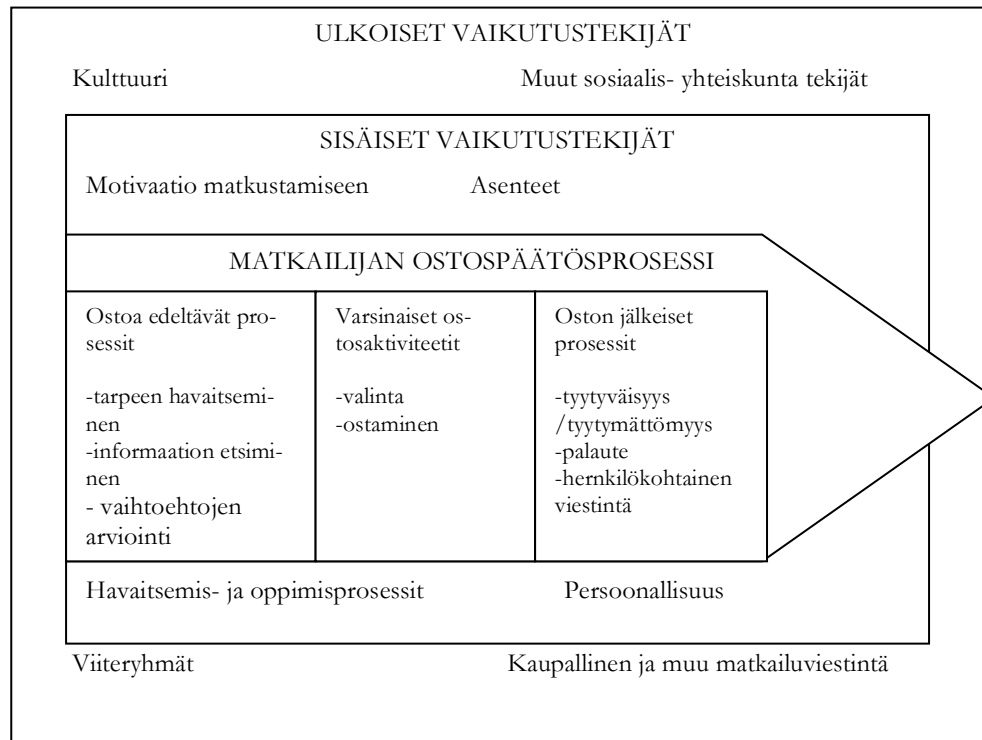 ULKOISET VAIKUTUSTEKIJÄT
Kulttuuri
Muut sosiaalis- yhteiskunta tekijät
SISÄISET VAIKUTUSTEKIJÄT
Motivaatio matkustamiseen
Asenteet
MATKAILIJAN OSTOSPÄÄTÖSPROSESSI
Ostoa edeltävät pro-
sessit
-tarpeen havaitsemi-
nen
-informaation etsimi-
nen
- vaihtoehtojen
arviointi
Varsinaiset os-
tosaktiviteetit
-valinta
-ostaminen
Oston jälkeiset
prosessit
-tyytyväisyys
/tyytymättömyys
-palaute
-hernkilökohtainen
viestintä
Havaitsemis- ja oppimisprosessit
Persoonallisuus
Viiteryhmät
Kaupallinen ja muu matkailuviestintä